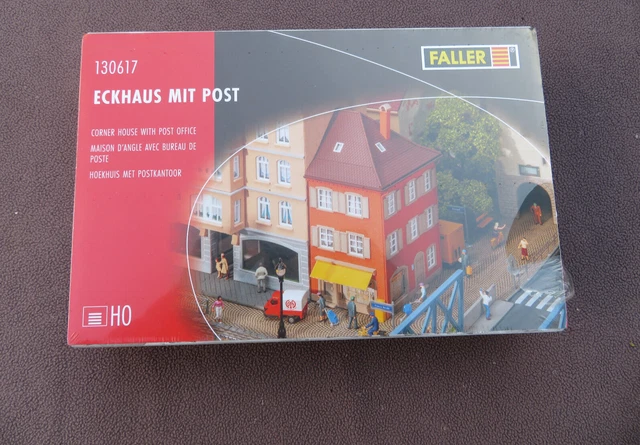 130617
FALLER
ECKHAUS MIT POST
CORNER HOUSE WITH POST OFFICE
MAISON D'ANGLE AVEC BUREAU DE
POSTE
HOEKHUIS MET POSTKANTOOR
HO